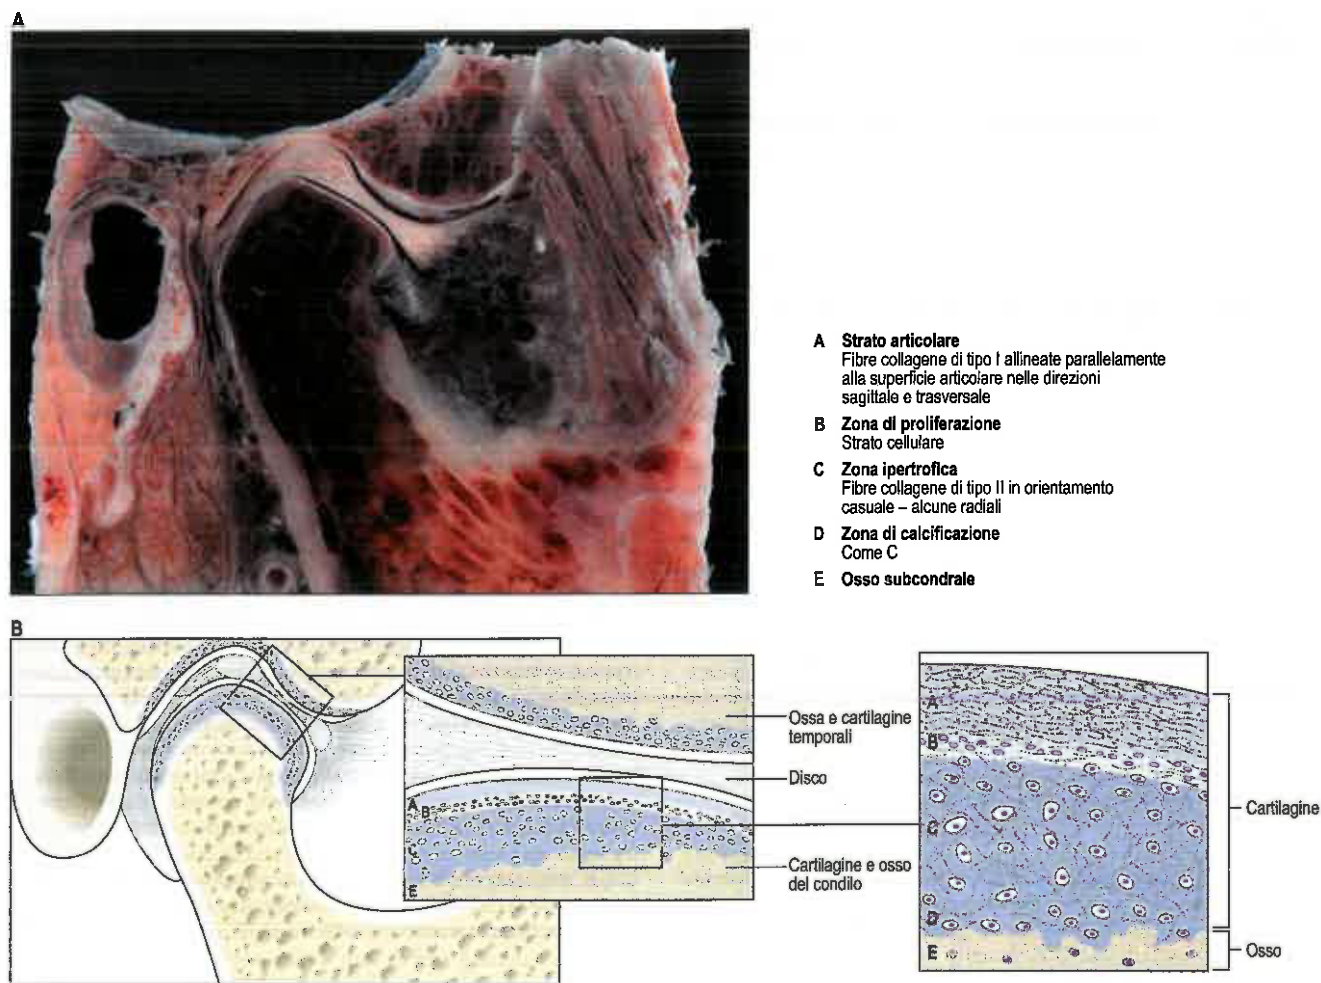 A
A Strato articolare
Fibre collagene di tipo I allineate parallelamente
alla superficie articolare nelle direzioni
sagittale e trasversale
B Zona di proliferazione
Strato cellulare
C Zona ipertrofica
Fibre collagene di tipo II in orientamento
casuale – alcune radiali
D Zona di calcificazione
Come C
E Osso subcondrale
B
Ossa e cartilagine
temporali
Disco
A
B
C
E
Cartilagine e osso
del condilo
A
B
C
D
E
Cartilagine
Osso